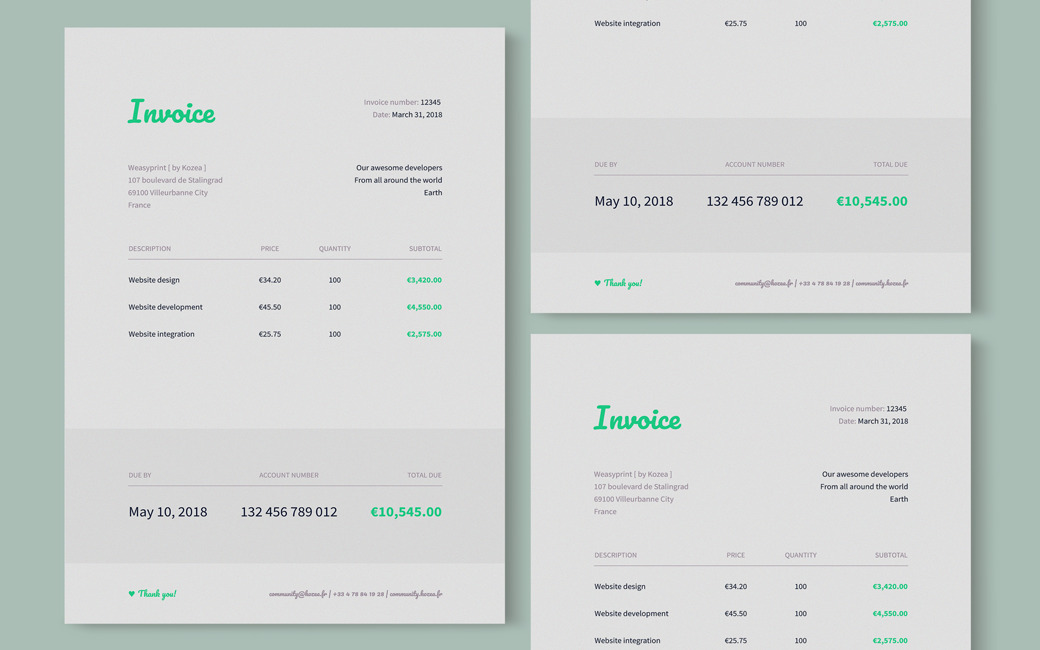 Invoice
Invoice number: 12345
Date: March 31, 2018
Weasyprint [ by Kozea ]
107 boulevard de Stalingrad
69100 Villeurbanne City
France
Our awesome developers
From all around the world
Earth
DESCRIPTION PRICE QUANTITY SUBTOTAL
Website design €34.20 100 €3,420.00
Website development €45.50 100 €4,550.00
Website integration €25.75 100 €2,575.00
DUE BY ACCOUNT NUMBER TOTAL DUE
May 10, 2018 132 456 789 012 €10,545.00
♥ Thank you! community@kozea.fr | +33 4 78 84 19 38 | community.kozea.fr
Website integration €25.75 100 €2,575.00
DUE BY ACCOUNT NUMBER TOTAL DUE
May 10, 2018 132 456 789 012 €10,545.00
♥ Thank you! community@kozea.fr | +33 4 78 84 19 38 | community.kozea.fr
Invoice
Invoice number: 12345
Date: March 31, 2018
Weasyprint [ by Kozea ]
107 boulevard de Stalingrad
69100 Villeurbanne City
France
Our awesome developers
From all around the world
Earth
DESCRIPTION PRICE QUANTITY SUBTOTAL
Website design €34.20 100 €3,420.00
Website development €45.50 100 €4,550.00
Website integration €25.75 100 €2,575.00